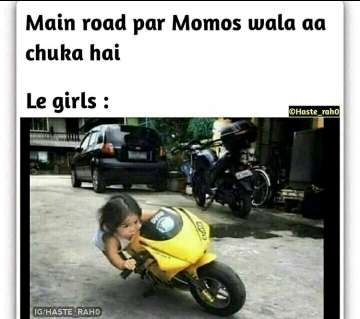 Main road par Momos wala aa
chuka hai
Le girls :
©Haste_rah0
IG/HASTE_RAH0